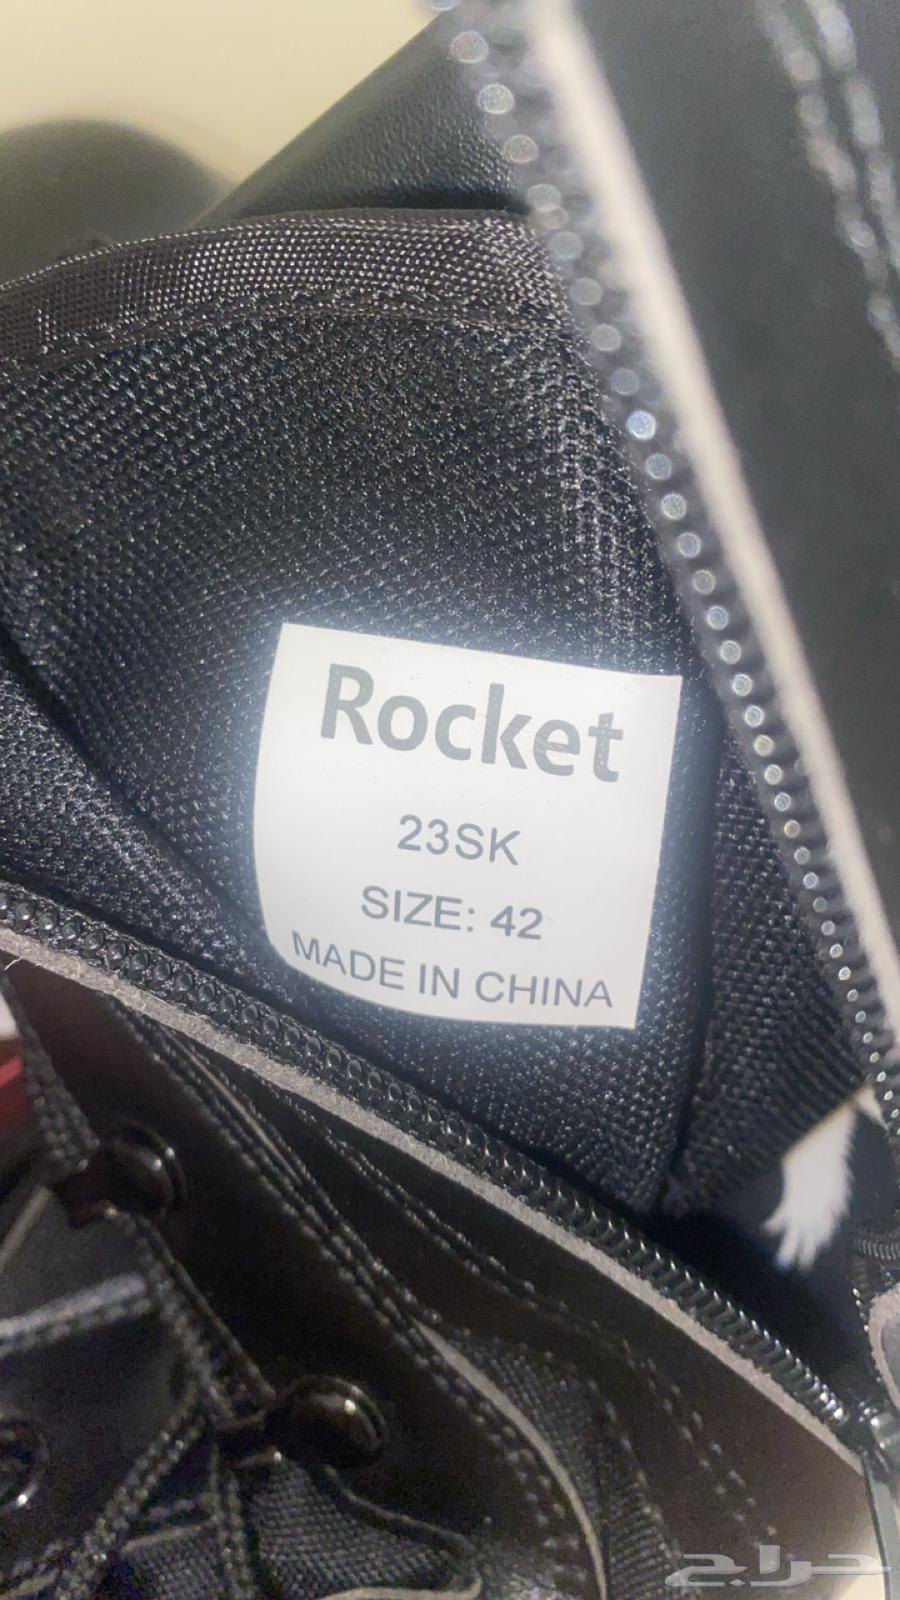 Rocket
23SK
SIZE: 42
MADE IN CHINA
حراج